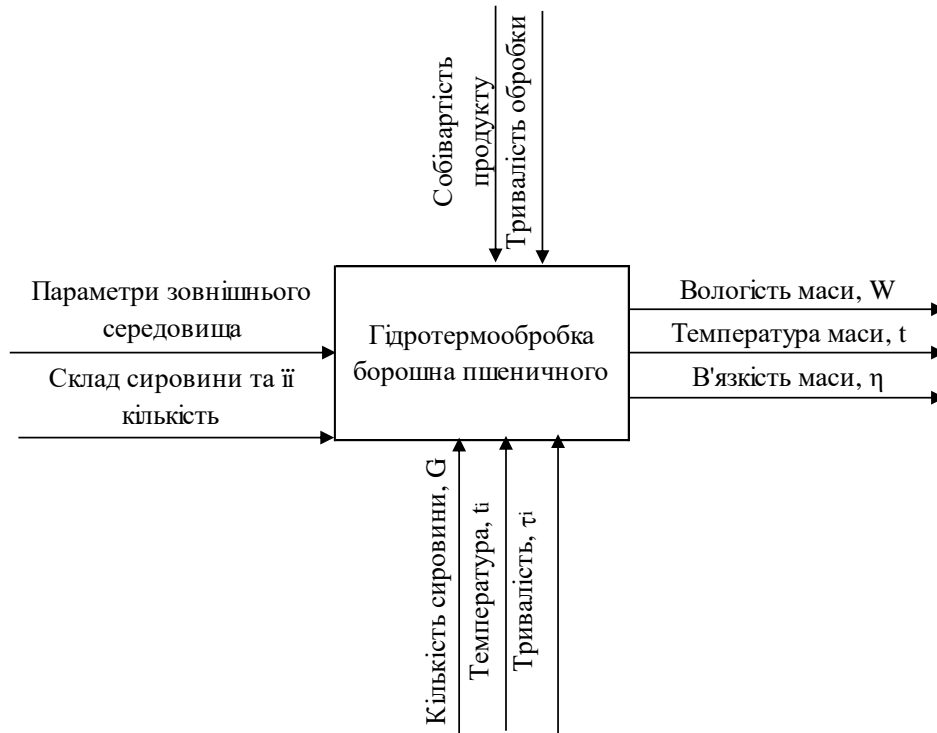 Собівартість
продукту
Тривалість обробки
Параметри зовнішнього
середовища
Склад сировини та її
кількість
Гідротермообробка
борошна пшеничного
Вологість маси, W
Температура маси, t
В'язкість маси, η
Кількість сировини, G
Температура, ti
Тривалість, τi